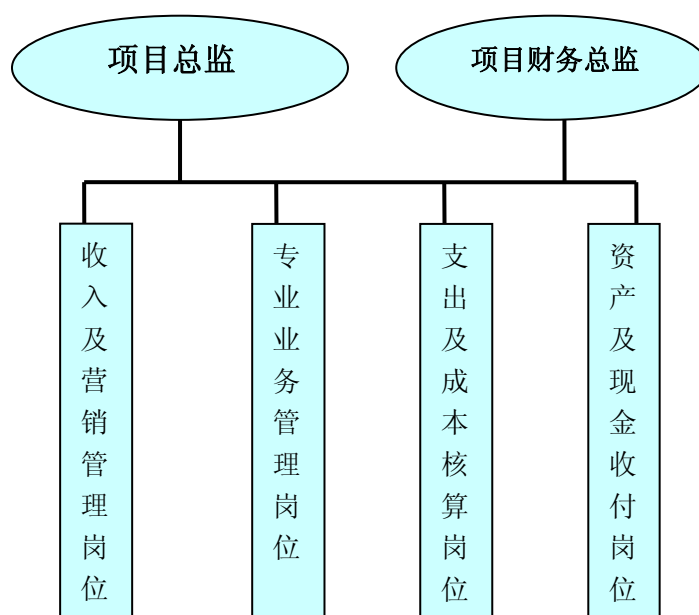 项目总监
项目财务总监
收入及营销管理岗位
专业业务管理岗位
支出及成本核算岗位
资产及现金收付岗位